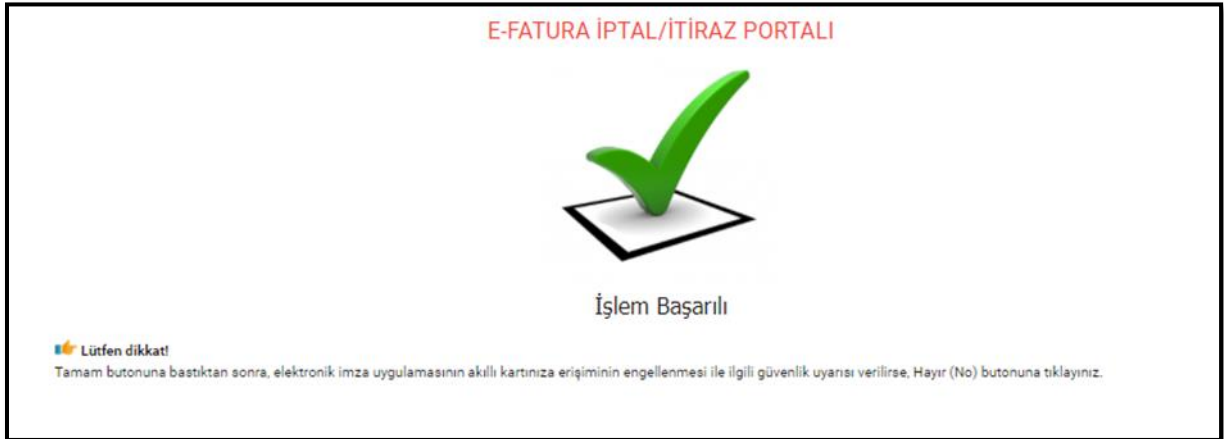 E-FATURA İPTAL/İTİRAZ PORTALI
İşlem Başarılı
Lütfen dikkat!
Tamam butonuna bastıktan sonra, elektronik imza uygulamasının akıllı kartınıza erişiminin engellenmesi ile ilgili güvenlik uyarısı verilirse, Hayır (No) butonuna tıklayınız.